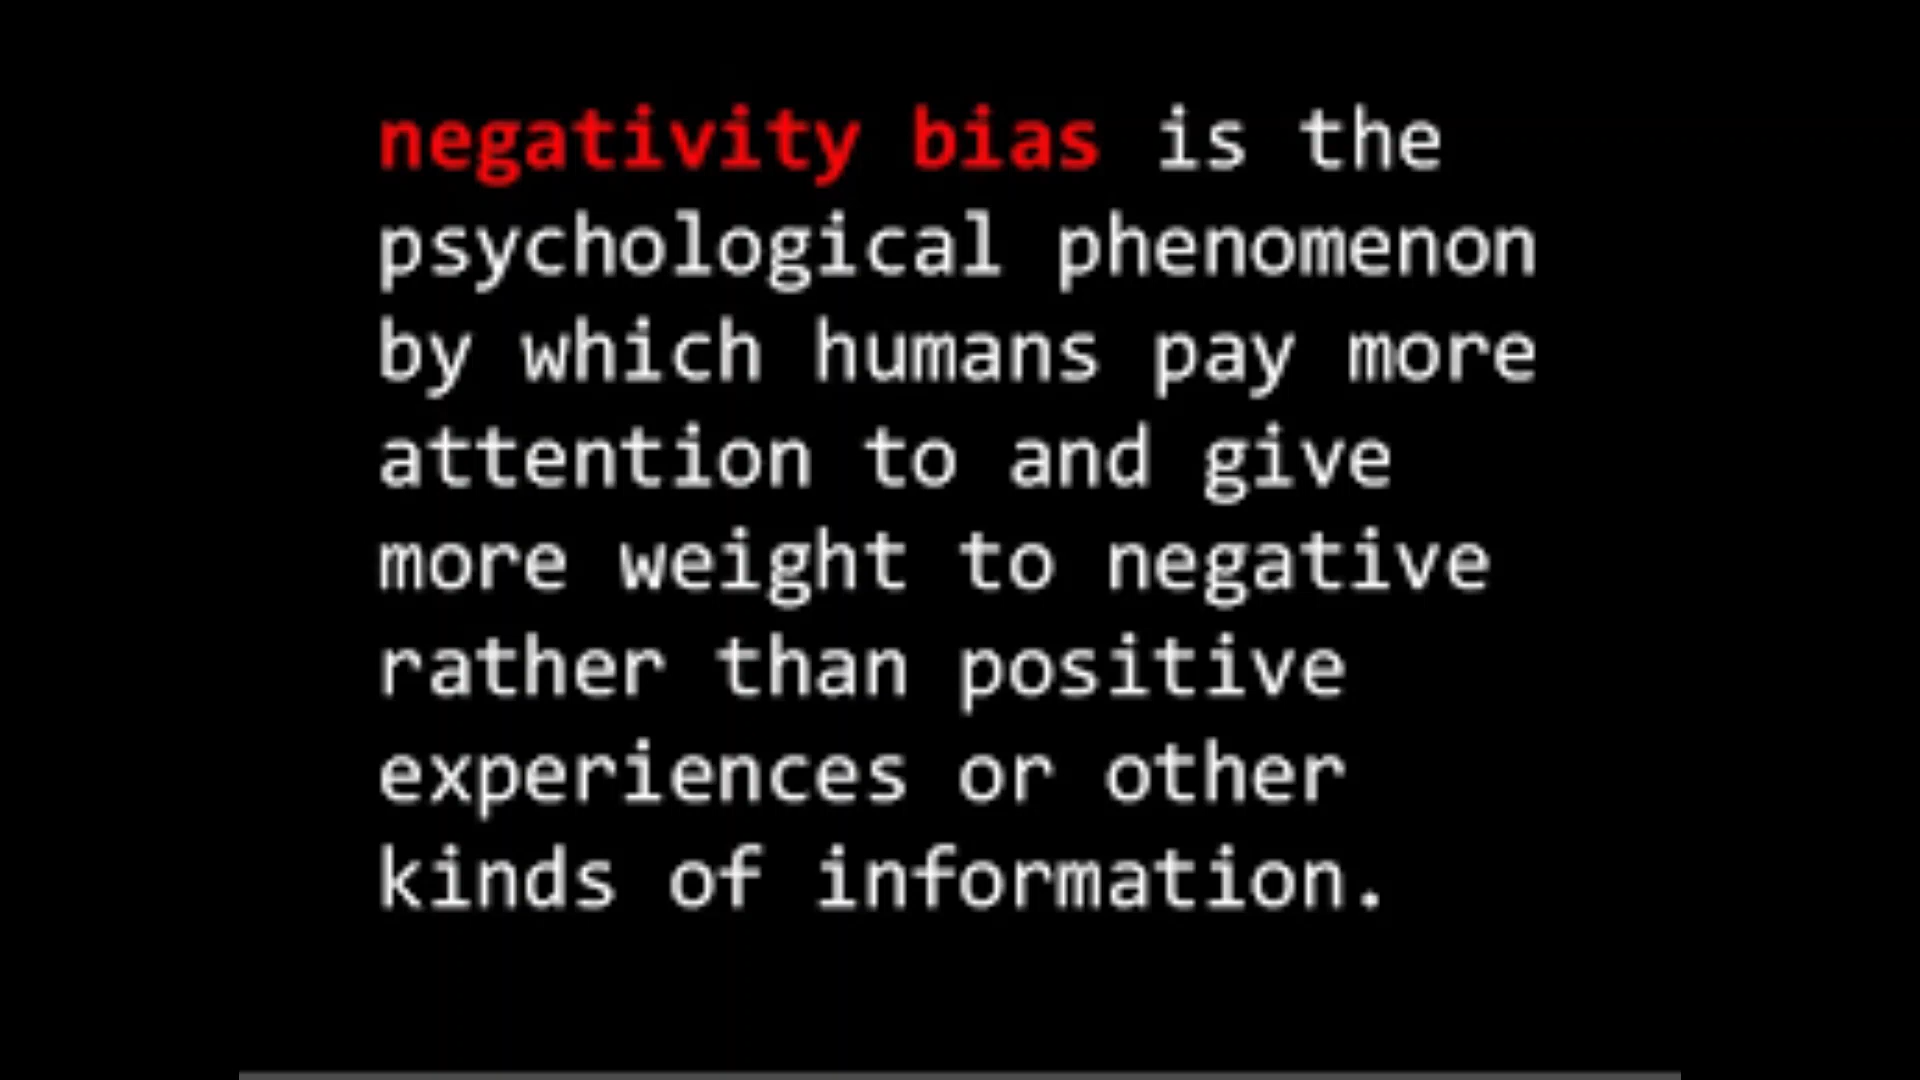 negativity bias is the
psychological phenomenon
by which humans pay more
attention to and give
more weight to negative
rather than positive
experiences or other
kinds of information.